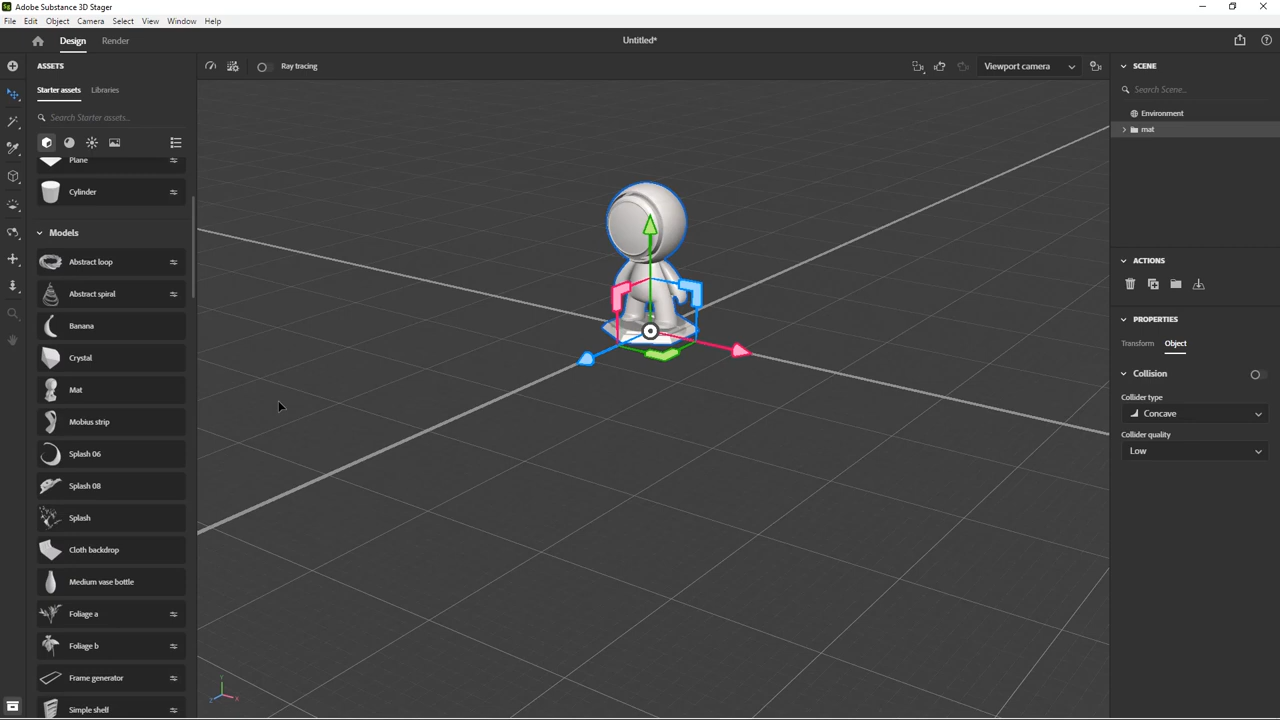 Adobe Substance 3D Stager
File Edit Object Camera Select View Window Help
Design Render
Untitled*
ASSETS
Starter assets Libraries
Search Starter assets...
Plane
Cylinder
Models
Abstract loop
Abstract spiral
Banana
Crystal
Mat
Mobius strip
Splash 06
Splash 08
Splash
Cloth backdrop
Medium vase bottle
Foliage a
Foliage b
Frame generator
Simple shelf
Ray tracing
Viewport camera
Y
Z
X
SCENE
Search Scene...
Environment
mat
ACTIONS
PROPERTIES
Transform Object
Collision
Collider type
Concave
Collider quality
Low